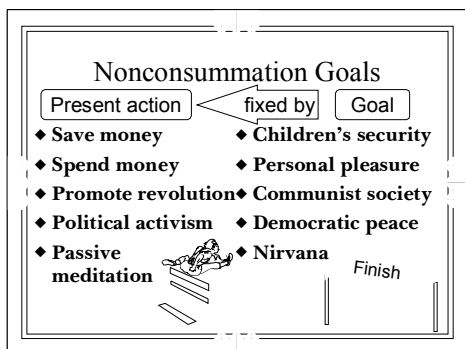 Nonconsummation Goals
Present action fixed by Goal
◆ Save money
◆ Spend money
◆ Promote revolution
◆ Political activism
◆ Passive
meditation
◆ Children's security
◆ Personal pleasure
◆ Communist society
◆ Democratic peace
◆ Nirvana
Finish